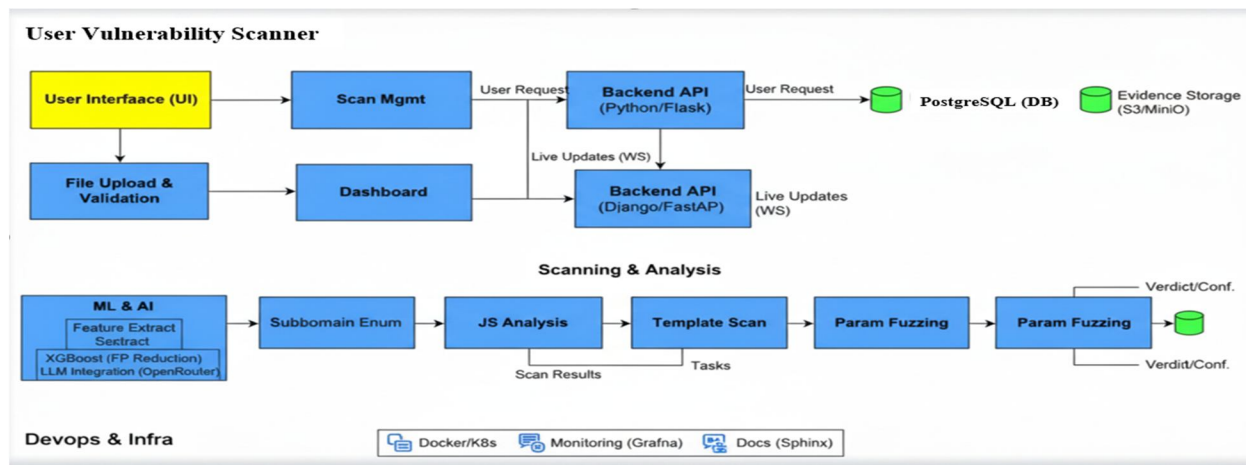 User Vulnerability Scanner
User Interfaace (UI)
Scan Mgmt
User Request
Backend API
(Python/Flask)
User Request
PostgreSQL (DB)
Evidence Storage
(S3/MiniO)
File Upload &
Validation
Dashboard
Live Updates (WS)
Backend API
(Django/FastAP)
Live Updates
(WS)
Scanning & Analysis
ML & AI
Feature Extract
Sextract
XGBoost (FP Reduction)
LLM Integration (OpenRouter)
Subbomain Enum
JS Analysis
Template Scan
Param Fuzzing
Param Fuzzing
Verdict/Conf.
Scan Results
Tasks
Verditt/Conf.
Devops & Infra
Docker/K8s
Monitoring (Grafna)
Docs (Sphinx)